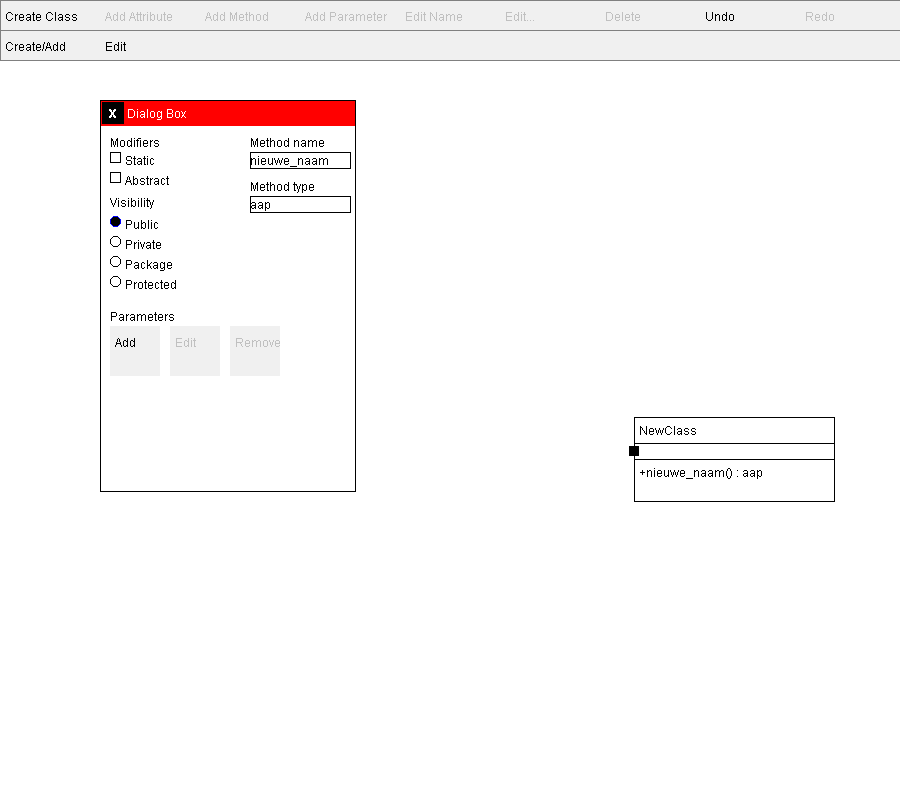 Create Class Add Attribute Add Method Add Parameter Edit Name Edit... Delete Undo Redo
Create/Add Edit
X Dialog Box
Modifiers
Static
Abstract
Visibility
Public
Private
Package
Protected
Method name
nieuwe_naam
Method type
aap
Parameters
Add Edit Remove
NewClass
+nieuwe_naam() : aap